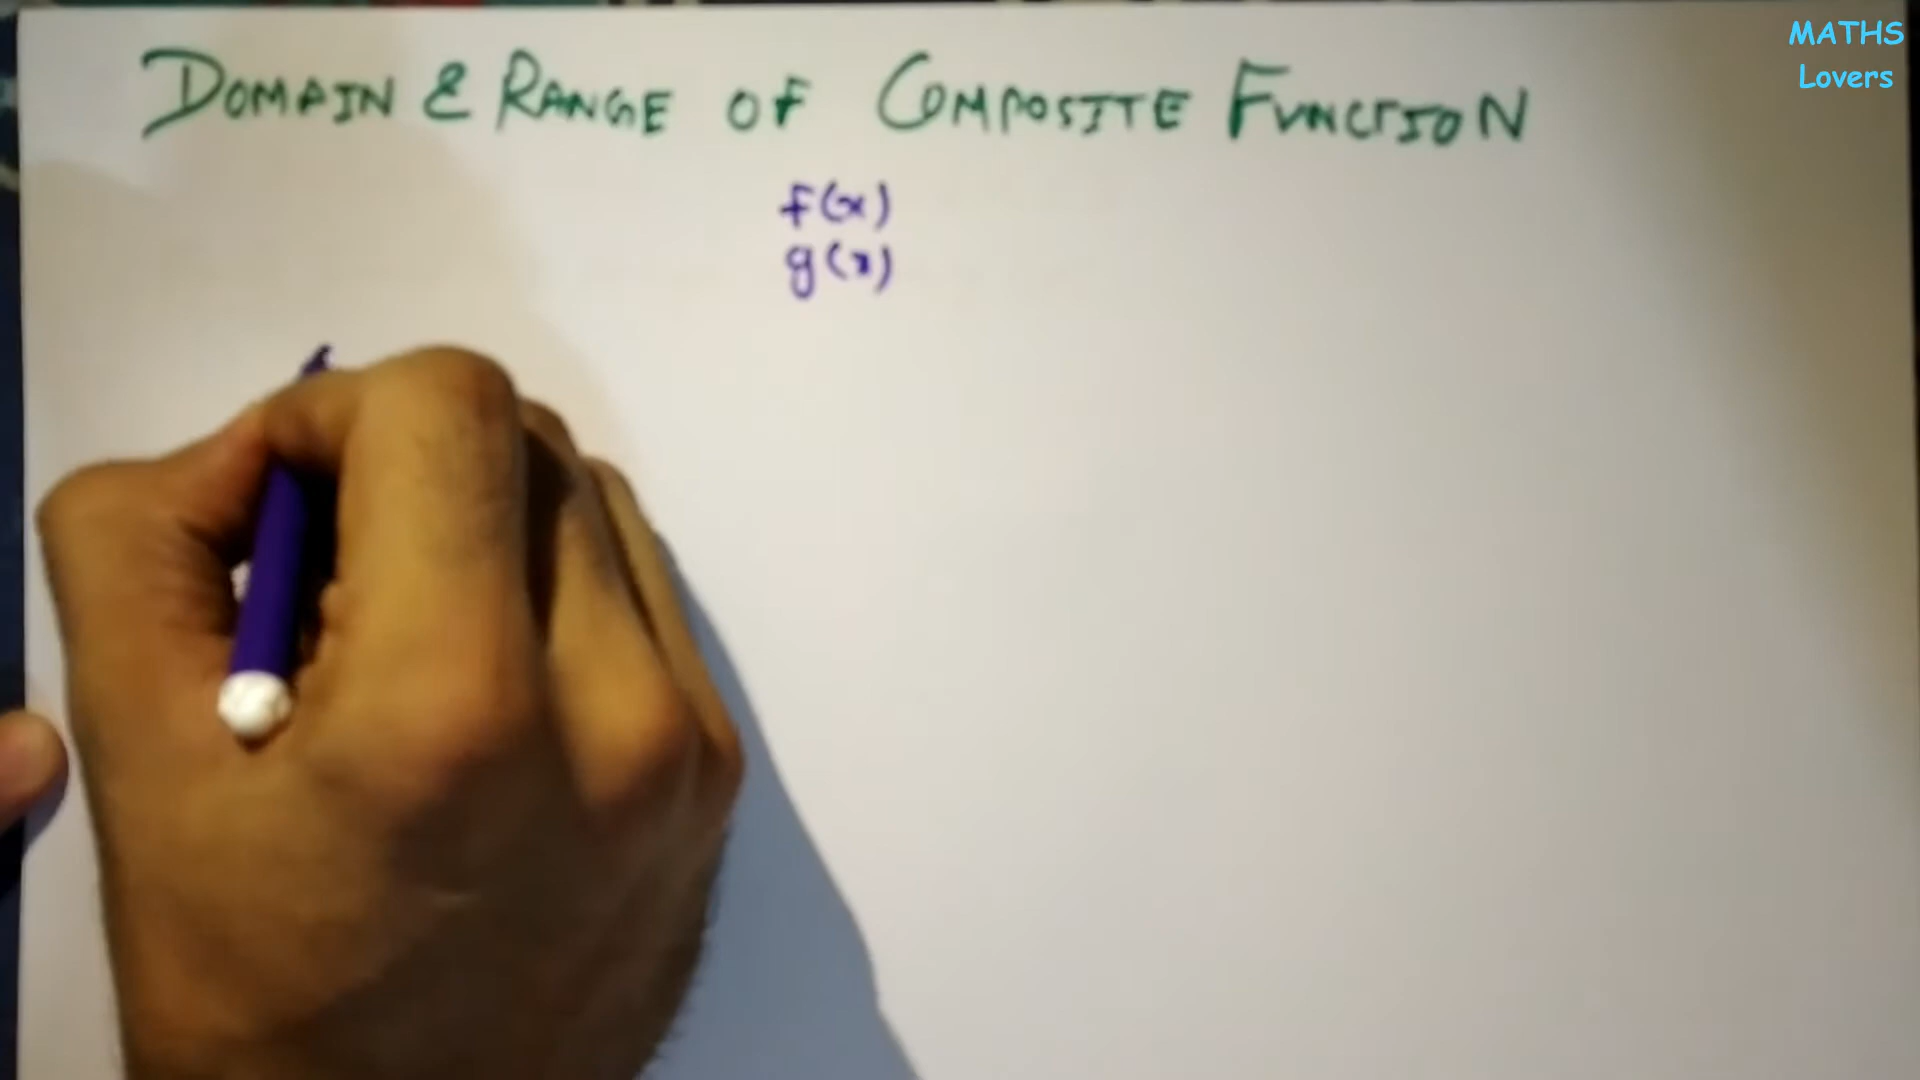 DOMAIN & RANGE OF COMPOSITE FUNCTION
f(x)
g(x)
MATHS
Lovers